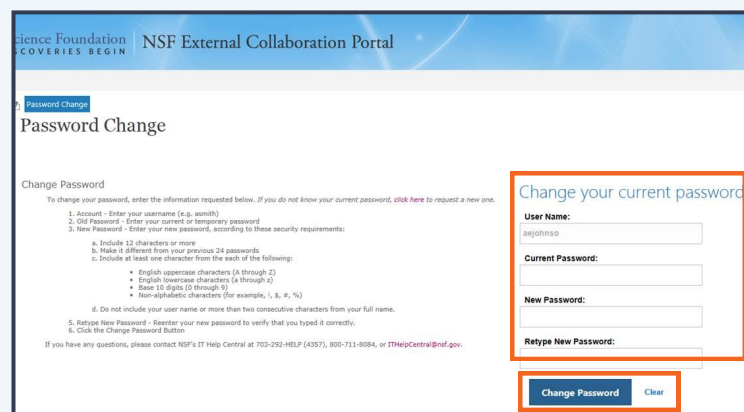 cience Foundation
SCOVERIES BEGIN
NSF External Collaboration Portal
Password Change
Password Change
Change Password
To change your password, enter the information requested below. If you do not know your current password, click here to request a new one.
1. Account - Enter your username (e.g. asmith)
2. Old Password - Enter your current or temporary password
3. New Password - Enter your new password, according to these security requirements:
a. Include 12 characters or more
b. Make it different from your previous 24 passwords
c. Include at least one character from the each of the following:
• English uppercase characters (A through Z)
• English lowercase characters (a through z)
• Base 10 digits (0 through 9)
• Non-alphabetic characters (for example, !, $, #, %)
d. Do not include your user name or more than two consecutive characters from your full name.
5. Retype New Password - Reenter your new password to verify that you typed it correctly.
6. Click the Change Password Button
If you have any questions, please contact NSF's IT Help Central at 703-292-HELP (4357), 800-711-8084, or ITHelpCentral@nsf.gov.
Change your current password
User Name:
aejohnso
Current Password:
New Password:
Retype New Password:
Change Password Clear